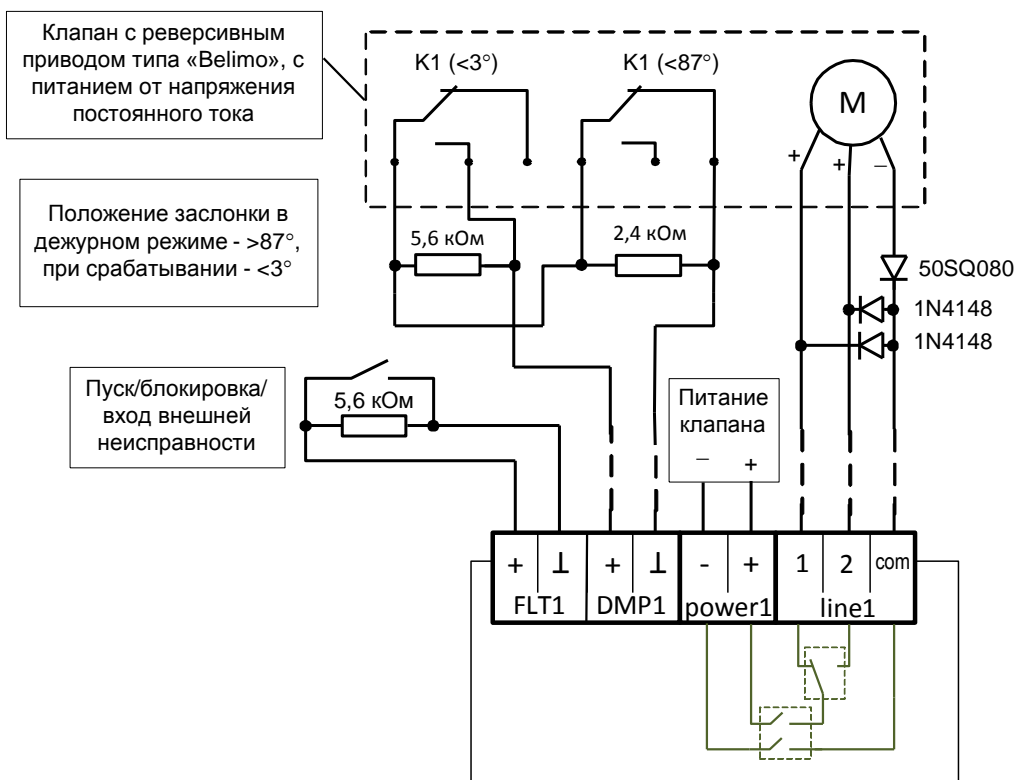 Клапан с реверсивным
приводом типа «Belimo», с
питанием от напряжения
постоянного тока
K1 (<3°)
K1 (<87°)
M
+
+
–
Положение заслонки в
дежурном режиме - >87°,
при срабатывании - <3°
5,6 кОм
2,4 кОм
50SQ080
1N4148
1N4148
Пуск/блокировка/
вход внешней
неисправности
5,6 кОм
Питание
клапана
– +
+ ⊥ + ⊥ - + 1 2 com
FLT1 DMP1 power1 line1